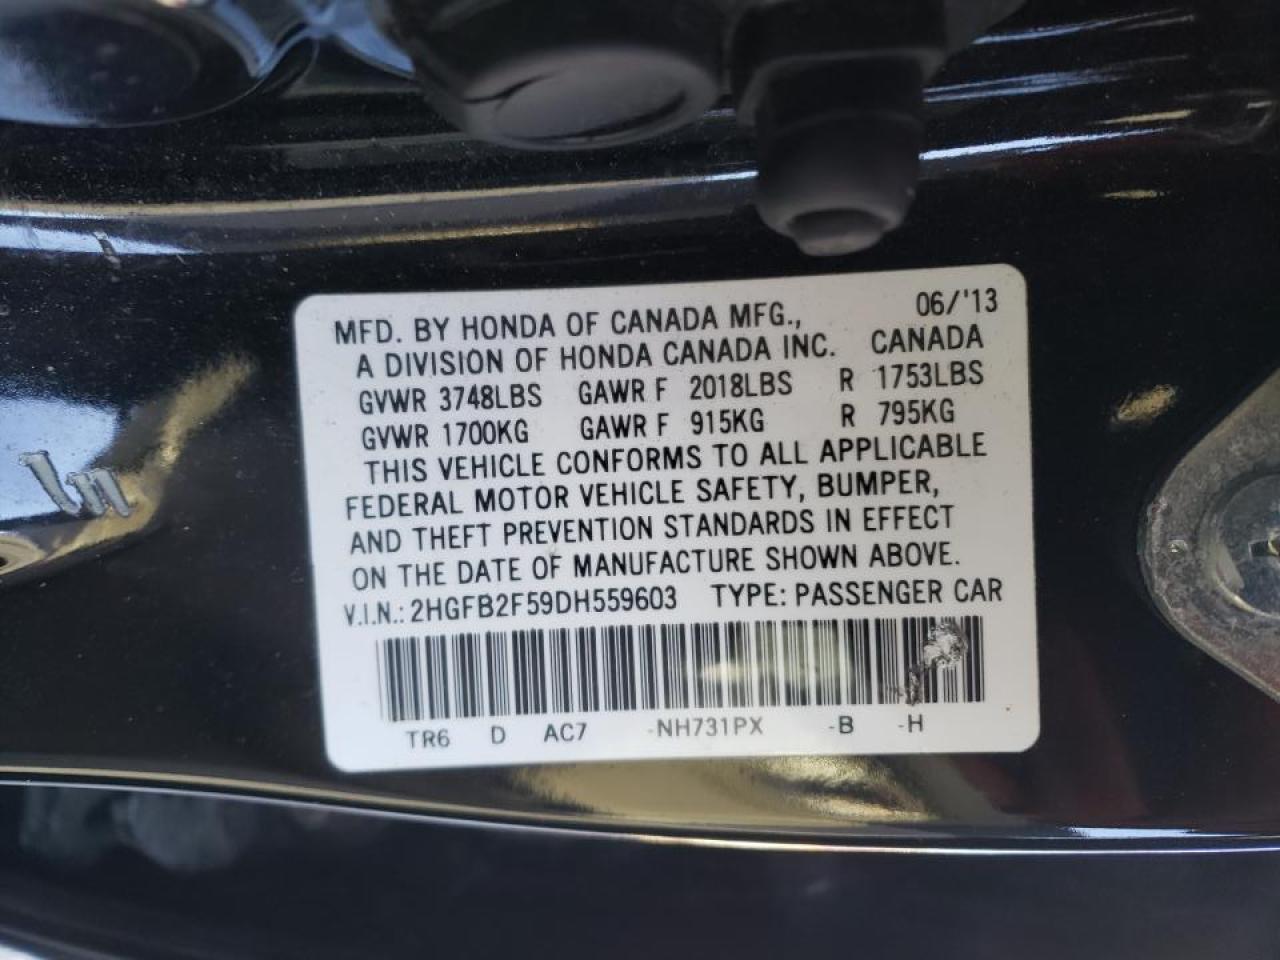 MFD. BY HONDA OF CANADA MFG., 06/'13
A DIVISION OF HONDA CANADA INC. CANADA
GVWR 3748LBS GAWR F 2018LBS R 1753LBS
GVWR 1700KG GAWR F 915KG R 795KG
THIS VEHICLE CONFORMS TO ALL APPLICABLE
FEDERAL MOTOR VEHICLE SAFETY, BUMPER,
AND THEFT PREVENTION STANDARDS IN EFFECT
ON THE DATE OF MANUFACTURE SHOWN ABOVE.
V.I.N.: 2HGFB2F59DH559603 TYPE: PASSENGER CAR
TR6 D AC7 -NH731PX -B -H